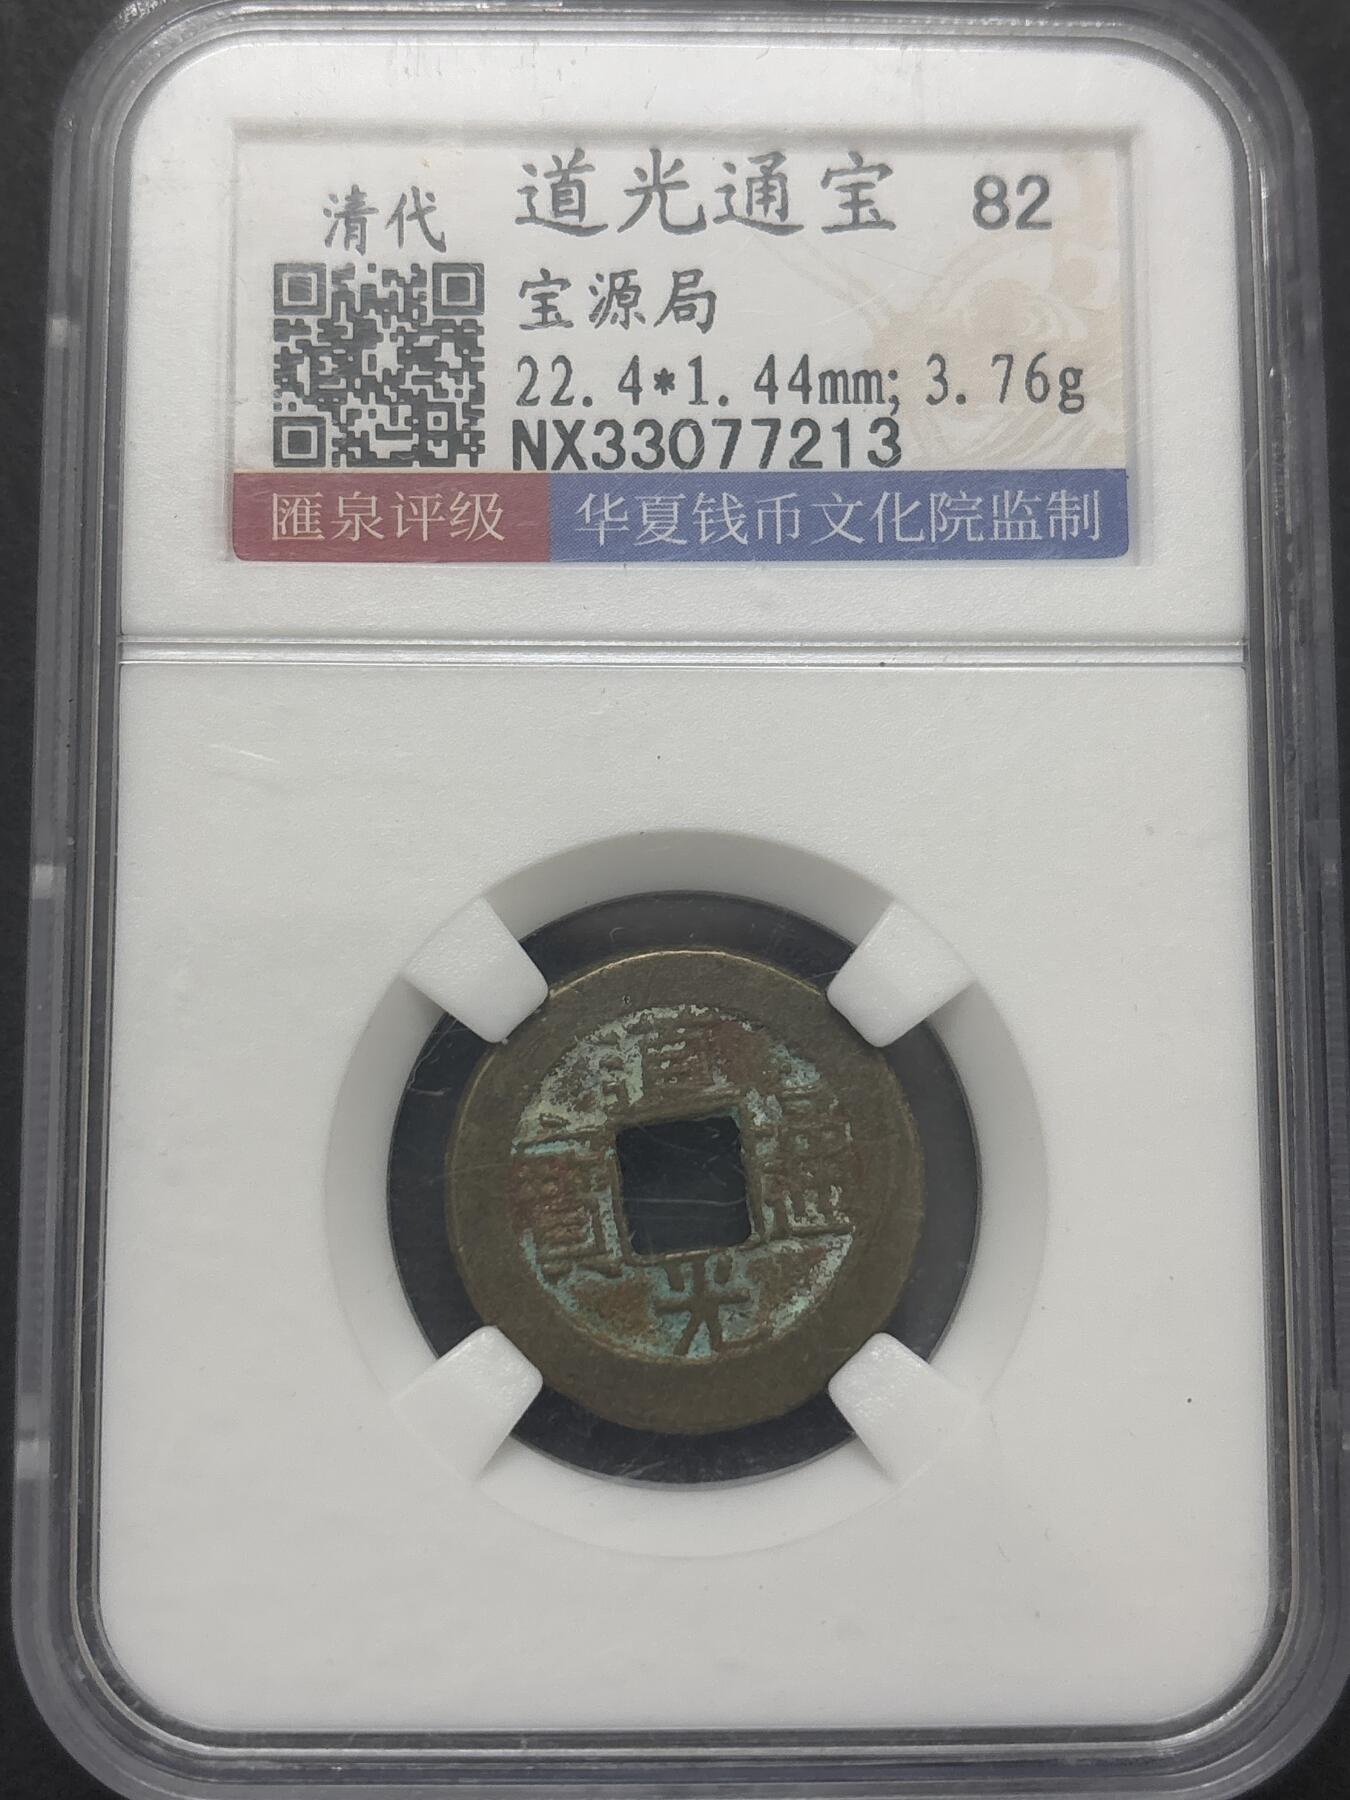 清代 道光通宝 82
宝源局
22.4*1.44mm; 3.76g
NX33077213
匯泉评级 华夏钱币文化院监制
道
通
寶
光